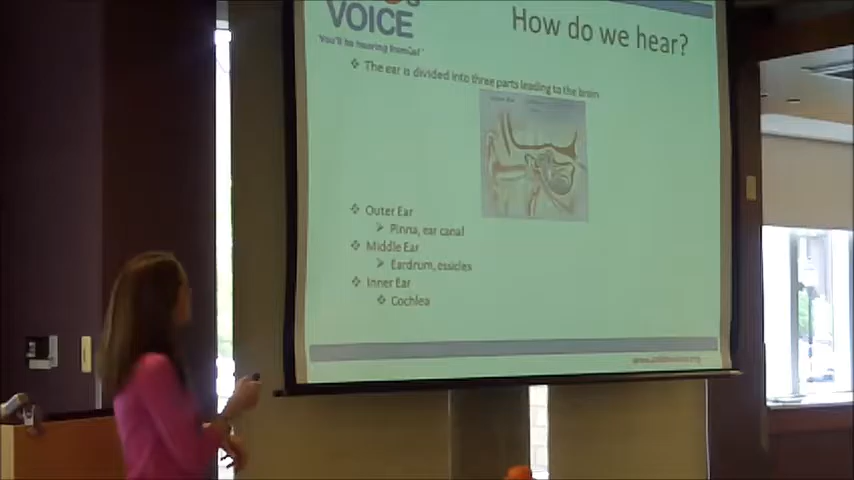 VOICE
How do we hear?
You'll be hearing from us!
❖ The ear is divided into three parts leading to the brain
❖ Outer Ear
➢ Pinna, ear canal
❖ Middle Ear
➢ Eardrum, ossicles
❖ Inner Ear
❖ Cochlea